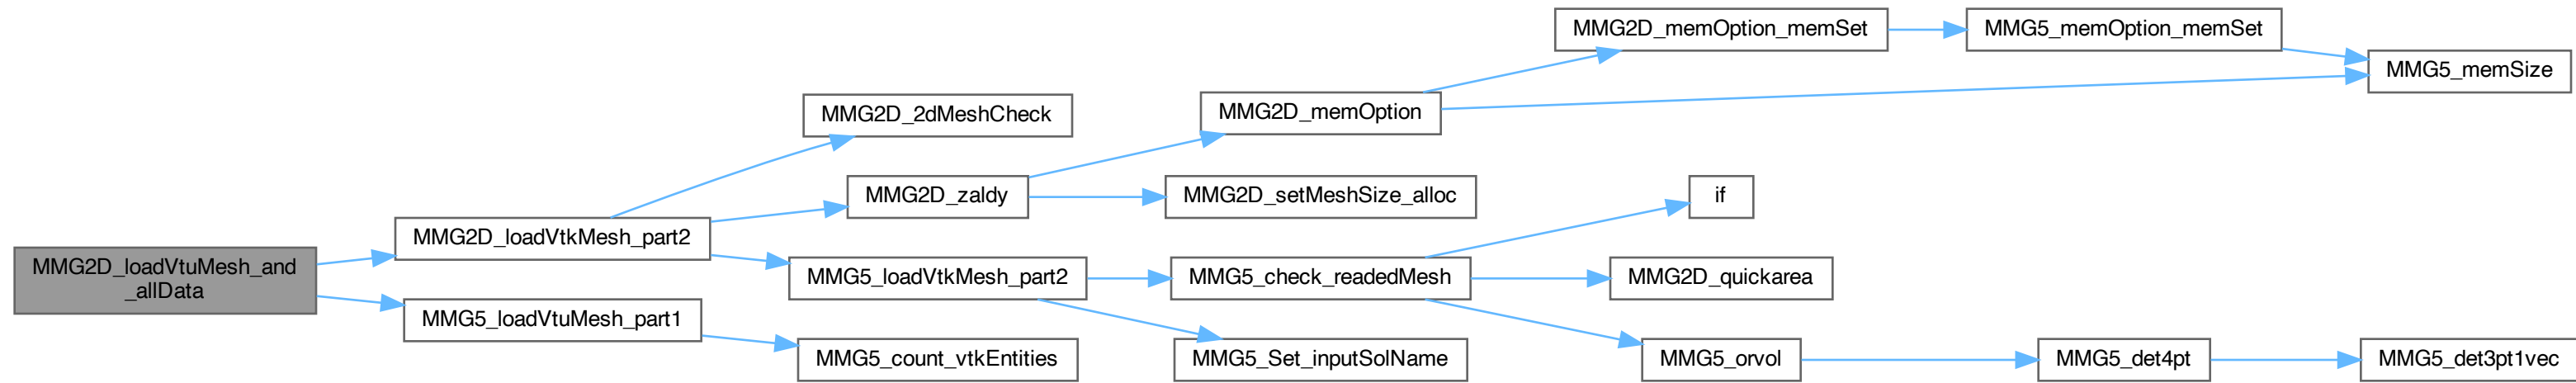 MMG2D_loadVtuMesh_and
_allData
MMG2D_loadVtkMesh_part2
MMG5_loadVtuMesh_part1
MMG2D_2dMeshCheck
MMG2D_zaldy
MMG5_loadVtkMesh_part2
MMG5_count_vtkEntities
MMG2D_memOption
MMG2D_setMeshSize_alloc
MMG5_check_readedMesh
MMG5_Set_inputSolName
MMG2D_memOption_memSet
if
MMG2D_quickarea
MMG5_orvol
MMG5_memOption_memSet
MMG5_det4pt
MMG5_memSize
MMG5_det3pt1vec